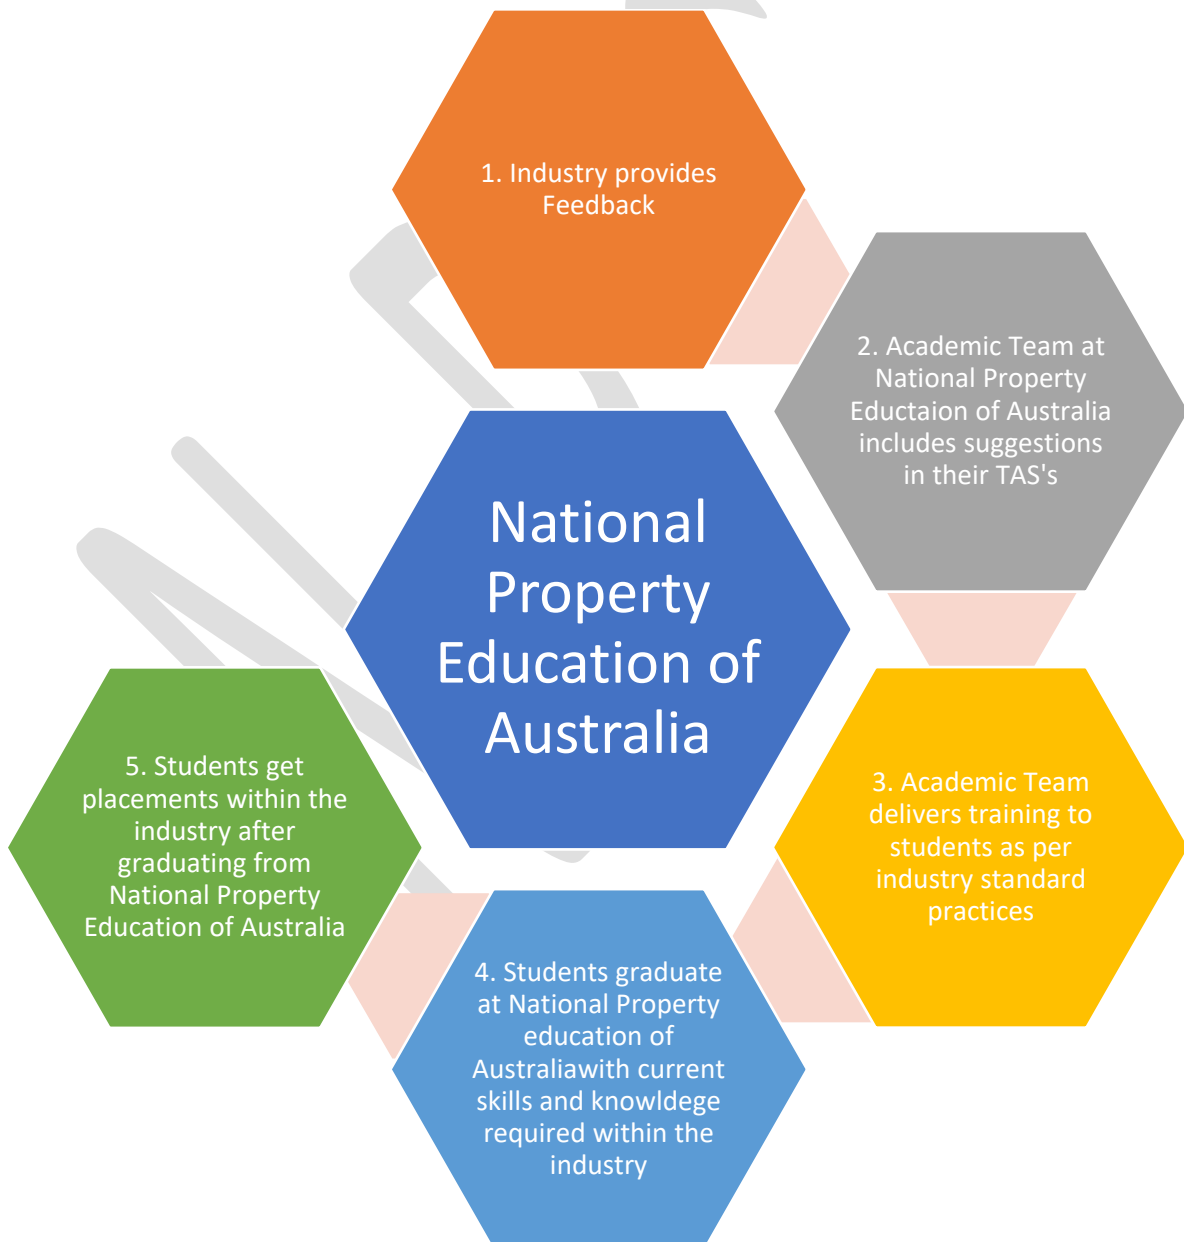 1. Industry provides
Feedback
2. Academic Team at
National Property
Eductaion of Australia
includes suggestions
in their TAS's
National
Property
Education of
Australia
3. Academic Team
delivers training to
students as per
industry standard
practices
4. Students graduate
at National Property
education of
Australiawith current
skills and knowldege
required within the
industry
5. Students get
placements within the
industry after
graduating from
National Property
Education of Australia